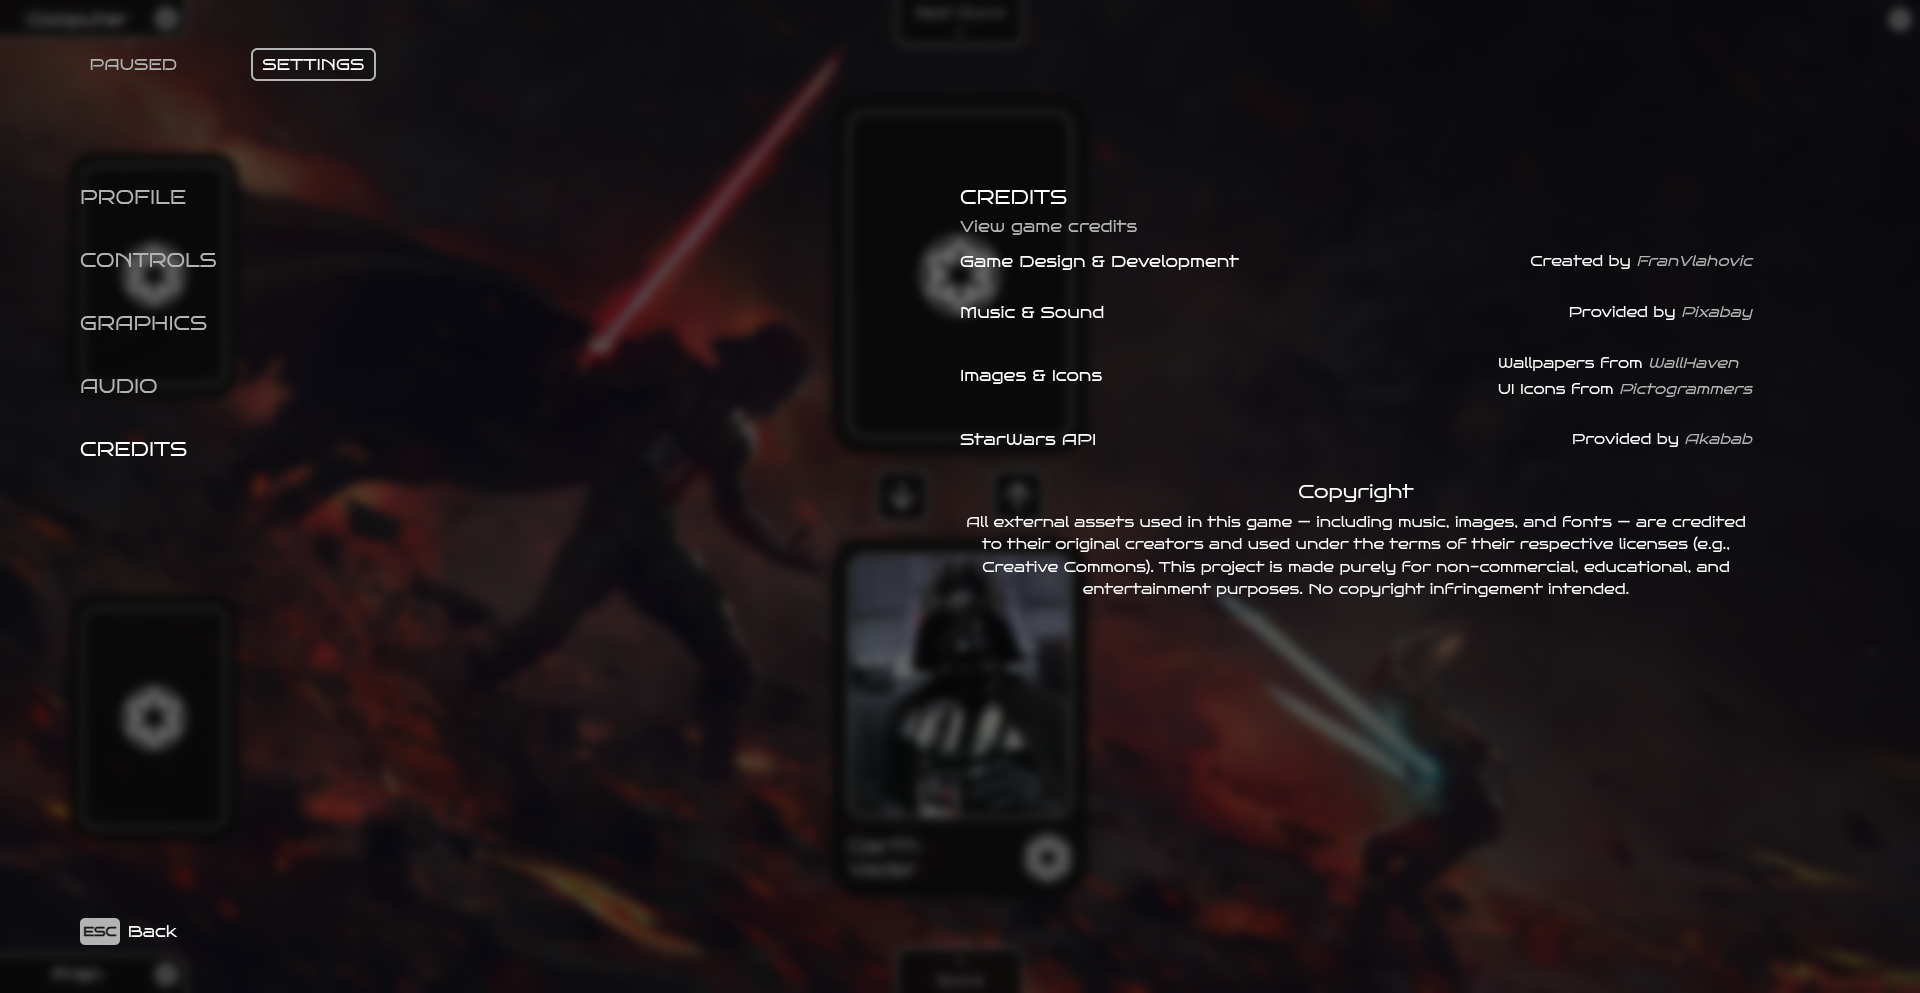 Computer
PAUSED
SETTINGS
PROFILE
CONTROLS
GRAPHICS
AUDIO
CREDITS
CREDITS
View game credits
Game Design & Development
Created by FranVlahovic
Music & Sound
Provided by Pixabay
Images & Icons
Wallpapers from WallHaven
UI Icons from Pictogrammers
StarWars API
Provided by Akabab
Copyright
All external assets used in this game — including music, images, and fonts — are credited
to their original creators and used under the terms of their respective licenses (e.g.,
Creative Commons). This project is made purely for non-commercial, educational, and
entertainment purposes. No copyright infringement intended.
Darth
Vader
ESC Back